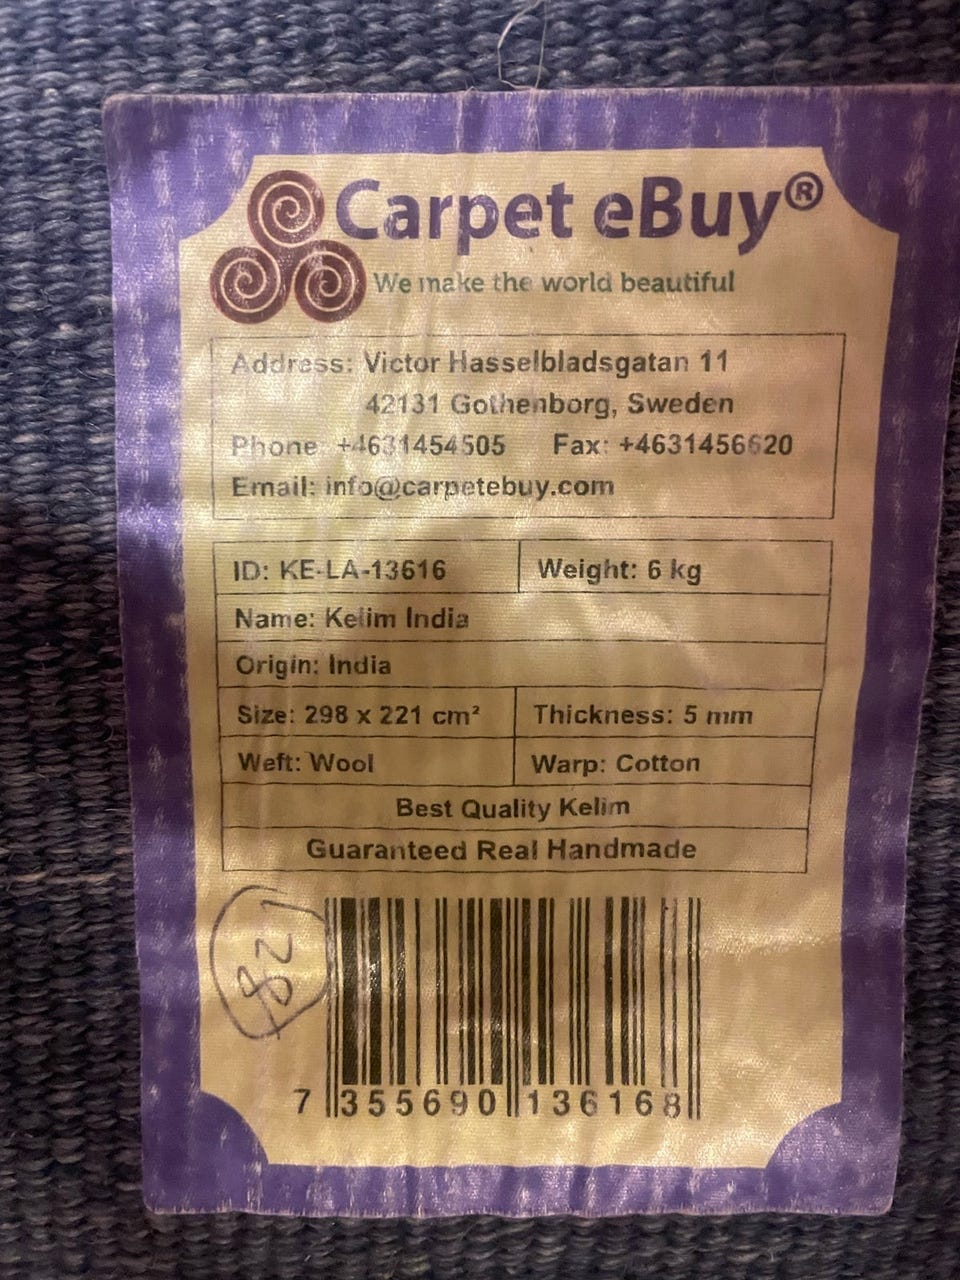 Carpet eBuy®
We make the world beautiful
Address: Victor Hasselbladsgatan 11
42131 Gothenborg, Sweden
Phone: +4631454505 Fax: +4631456620
Email: info@carpetebuy.com
ID: KE-LA-13616 Weight: 6 kg
Name: Kelim India
Origin: India
Size: 298 x 221 cm² Thickness: 5 mm
Weft: Wool Warp: Cotton
Best Quality Kelim
Guaranteed Real Handmade
7 355690 136168